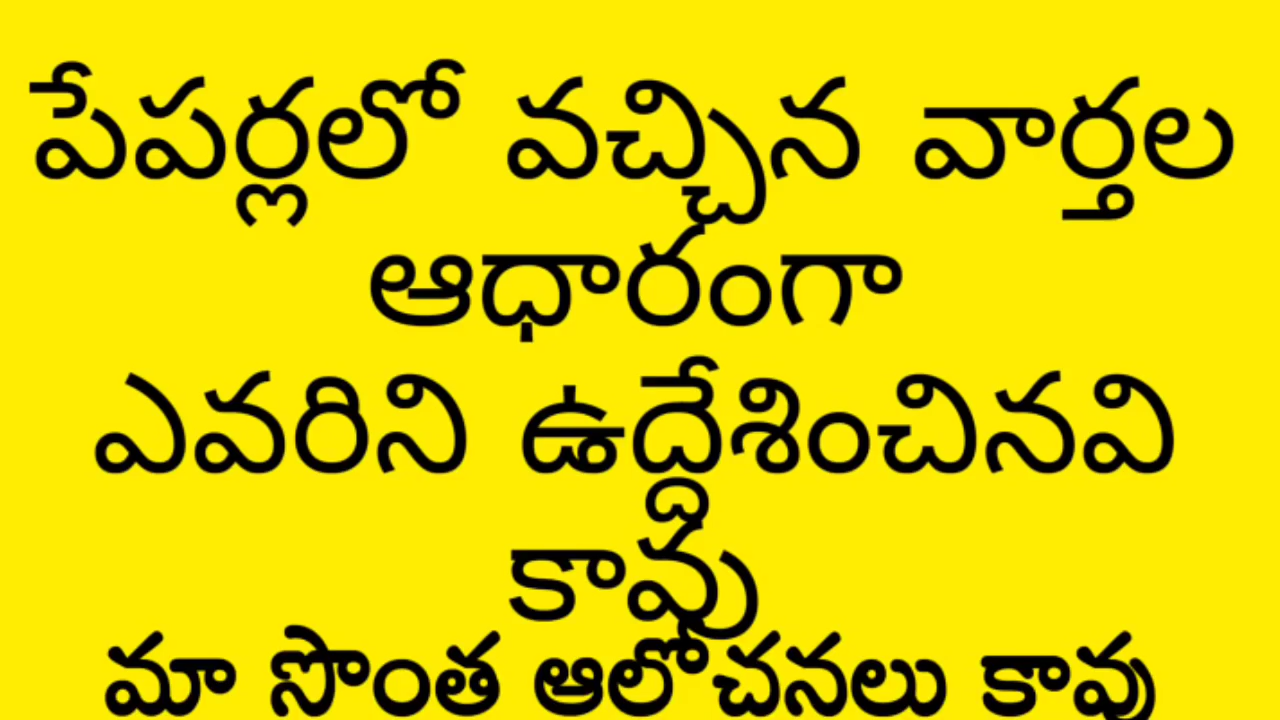 పేపర్లలో వచ్చిన వార్తల
ఆధారంగా
ఎవరిని ఉద్దేశించినవి
కావు
మా సొంత ఆలోచనలు కావు